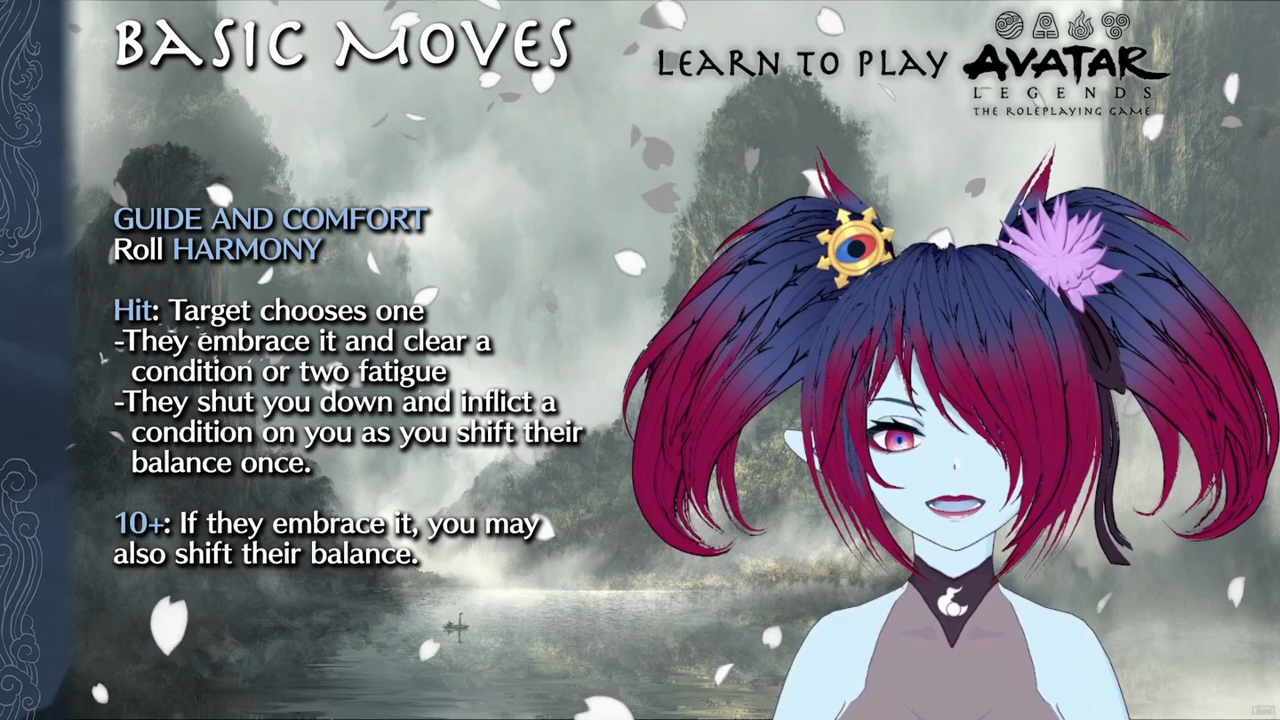 BASIC MOVES
LEARN TO PLAY
AVATAR
LEGENDS
THE ROLEPLAYING GAME
GUIDE AND COMFORT
Roll HARMONY
Hit: Target chooses one
-They embrace it and clear a
condition or two fatigue
-They shut you down and inflict a
condition on you as you shift their
balance once.
10+: If they embrace it, you may
also shift their balance.